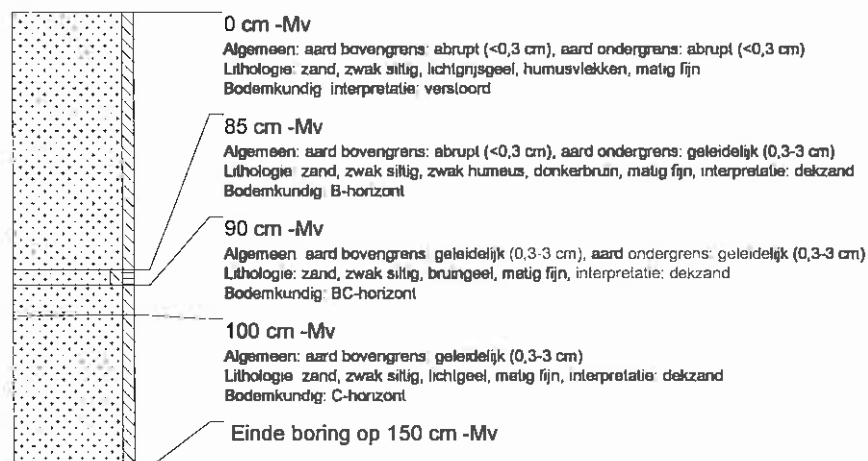 0 cm -Mv
Algemeen: aard bovengrens: abrupt (<0,3 cm), aard ondergrens: abrupt (<0,3 cm)
Lithologie: zand, zwak siltig, lichtgrijsgeel, humusvlekken, matig fijn
Bodemkundig: interpretatie: verstoord
85 cm -Mv
Algemeen: aard bovengrens: abrupt (<0,3 cm), aard ondergrens: geleidelijk (0,3-3 cm)
Lithologie: zand, zwak siltig, zwak humeus, donkerbruin, matig fijn, interpretatie: dekzand
Bodemkundig: B-horizont
90 cm -Mv
Algemeen: aard bovengrens: geleidelijk (0,3-3 cm), aard ondergrens: geleidelijk (0,3-3 cm)
Lithologie: zand, zwak siltig, bruingeel, matig fijn, interpretatie: dekzand
Bodemkundig: BC-horizont
100 cm -Mv
Algemeen: aard bovengrens: geleidelijk (0,3-3 cm)
Lithologie: zand, zwak siltig, lichtgeel, matig fijn, interpretatie: dekzand
Bodemkundig: C-horizont
Einde boring op 150 cm -Mv